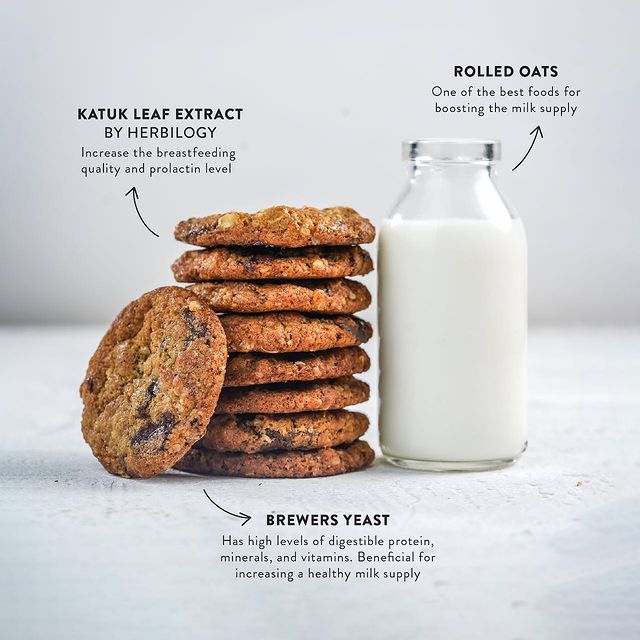 ROLLED OATS
One of the best foods for
boosting the milk supply
KATUK LEAF EXTRACT
BY HERBILOGY
Increase the breastfeeding
quality and prolactin level
BREWERS YEAST
Has high levels of digestible protein,
minerals, and vitamins. Beneficial for
increasing a healthy milk supply